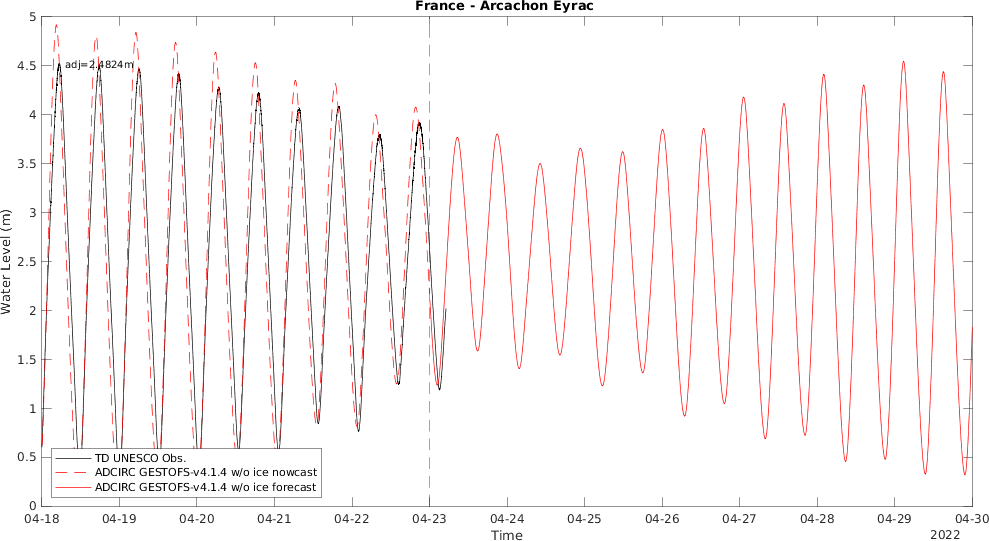 France - Arcachon Eyrac
adj=2.4824m
Water Level (m)
5
4.5
4
3.5
3
2.5
2
1.5
1
0.5
0
TD UNESCO Obs.
ADCIRC GESTOFS-v4.1.4 w/o ice nowcast
ADCIRC GESTOFS-v4.1.4 w/o ice forecast
04-18 04-19 04-20 04-21 04-22 04-23 04-24 04-25 04-26 04-27 04-28 04-29 04-30
Time
2022